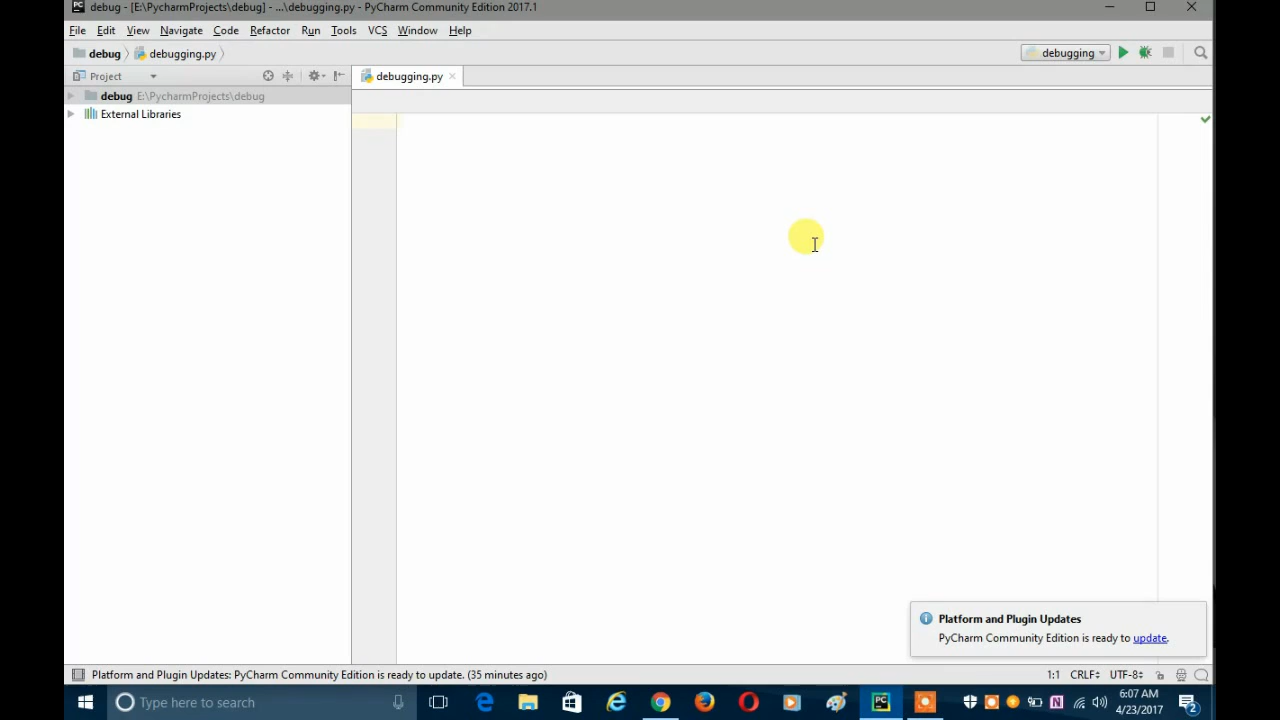 debug - [E:\PycharmProjects\debug] - ...\debugging.py - PyCharm Community Edition 2017.1
File Edit View Navigate Code Refactor Run Tools VCS Window Help
debug debugging.py debugging
Project debugging.py
debug E:\PycharmProjects\debug
External Libraries
Platform and Plugin Updates
PyCharm Community Edition is ready to update.
Platform and Plugin Updates: PyCharm Community Edition is ready to update. (35 minutes ago) 1:1 CRLF UTF-8
Type here to search
6:07 AM
4/23/2017
2